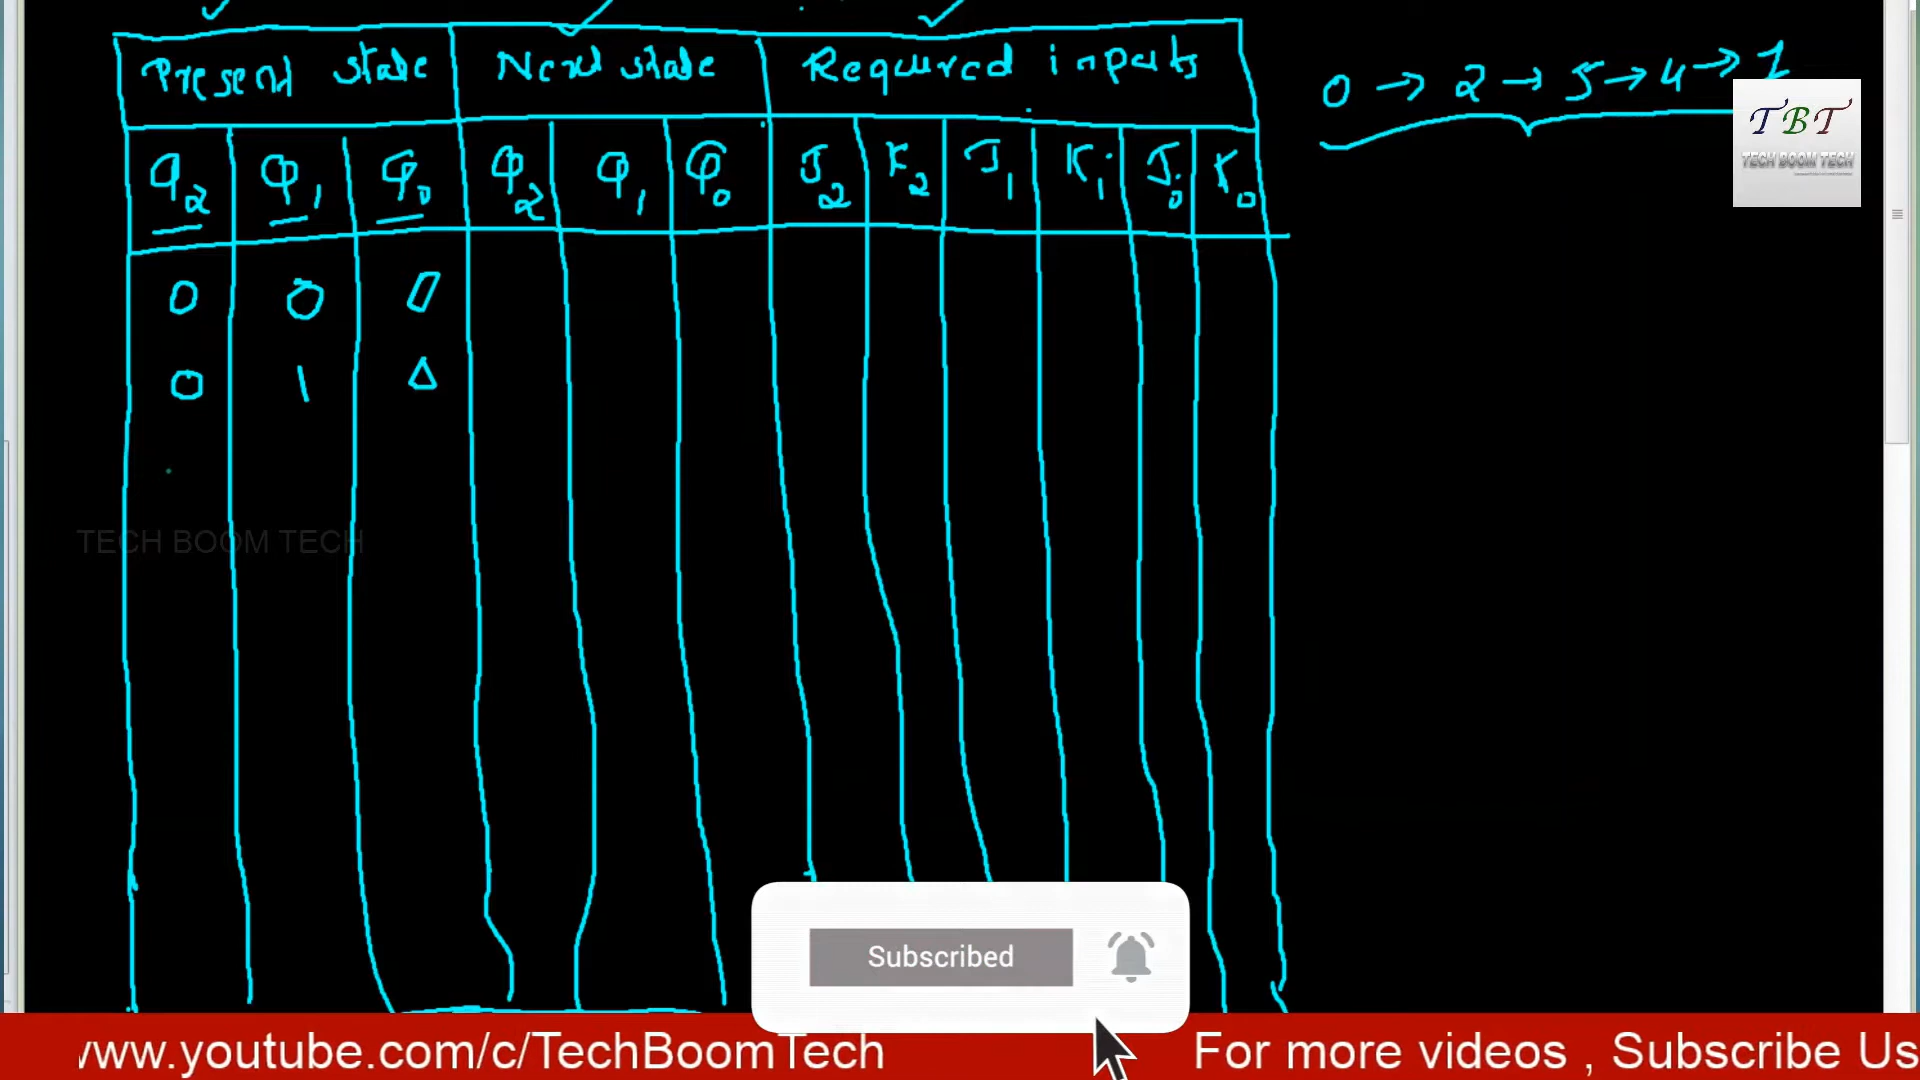 Present state Next state Required inputs
0 → 2 → 5 → 4 → 1
TBT
TECH BOOM TECH
Q2 Q1 Q0 Q2 Q1 Q0 J2 K2 J1 K1 J0 K0
0 0 0
0 1 0
TECH BOOM TECH
Subscribed
www.youtube.com/c/TechBoomTech For more videos , Subscribe Us